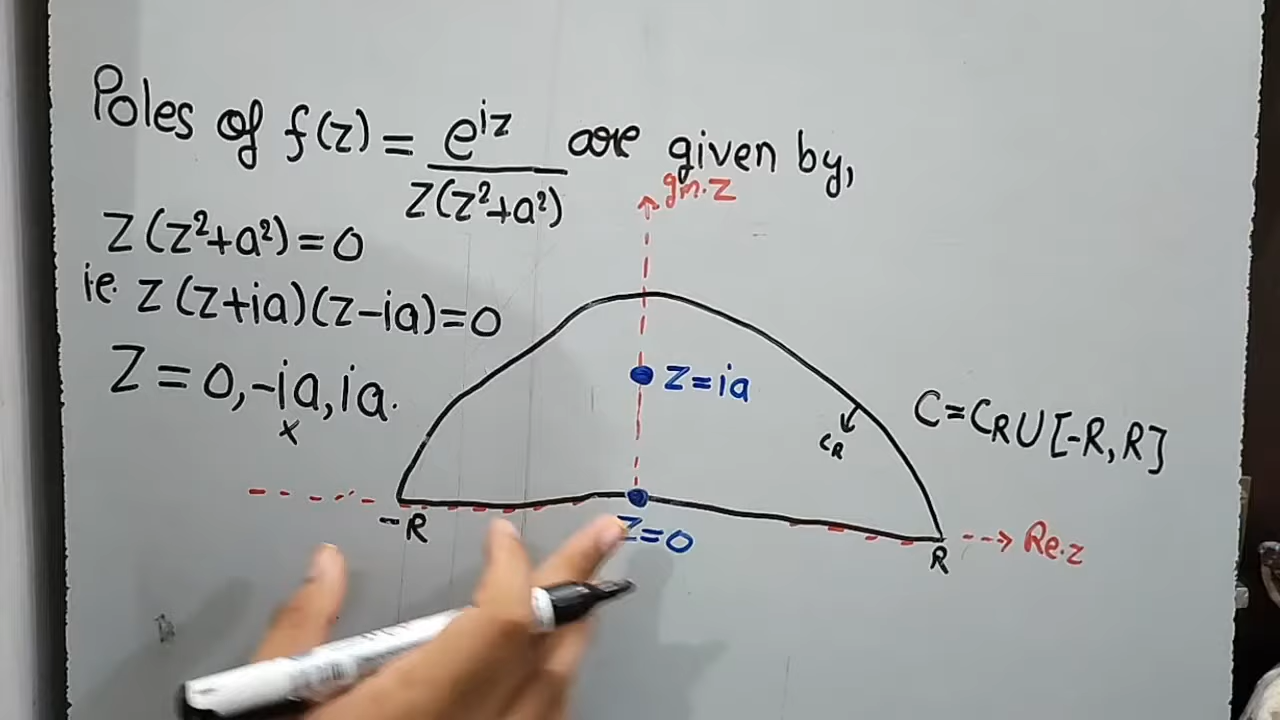 Poles of f(z) = e^{iz} / z(z²+a²) are given by,
z(z²+a²)=0
ie. z(z+ia)(z-ia)=0
z=0,-ia,ia.
x
gm.z
z=ia
C_R
C=C_R∪[-R,R]
-R
z=0
R
Re.z